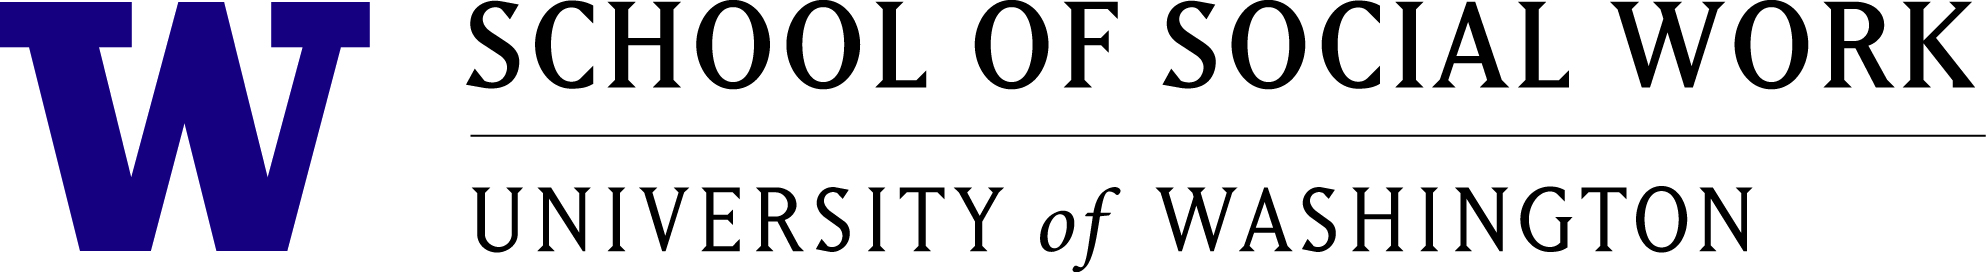 W
SCHOOL OF SOCIAL WORK
UNIVERSITY of WASHINGTON